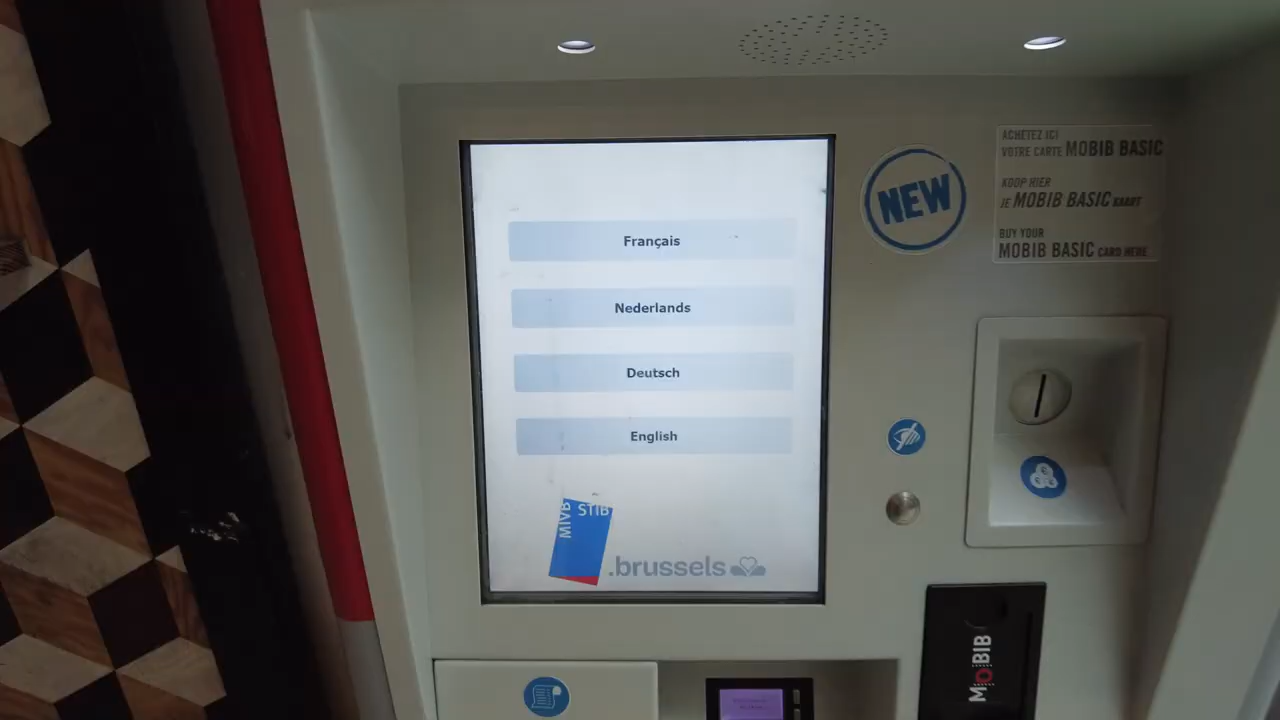 Français
Nederlands
Deutsch
English
MIVB
STIB
.brussels
NEW
ACHETEZ ICI
VOTRE CARTE MOBIB BASIC
KOOP HIER
JE MOBIB BASIC KAART
BUY YOUR
MOBIB BASIC CARD HERE
MOBIB